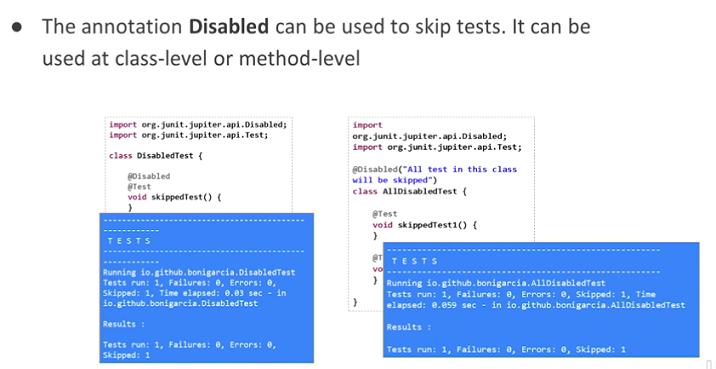 ● The annotation Disabled can be used to skip tests. It can be
used at class-level or method-level
import org.junit.jupiter.api.Disabled;
import org.junit.jupiter.api.Test;
class DisabledTest {
@Disabled
@Test
void skippedTest() {
}
-----------------------------------------
-----------
T E S T S
-----------------------------------------
-----------
Running io.github.bonigarcia.DisabledTest
Tests run: 1, Failures: 0, Errors: 0,
Skipped: 1, Time elapsed: 0.03 sec - in
io.github.bonigarcia.DisabledTest
Results :
Tests run: 1, Failures: 0, Errors: 0,
Skipped: 1
import
org.junit.jupiter.api.Disabled;
import org.junit.jupiter.api.Test;
@Disabled("All test in this class
will be skipped")
class AllDisabledTest {
@Test
void skippedTest1() {
}
@T
vo
}
}
-------------------------------------------------------
T E S T S
-------------------------------------------------------
Running io.github.bonigarcia.AllDisabledTest
Tests run: 1, Failures: 0, Errors: 0, Skipped: 1, Time
elapsed: 0.059 sec - in io.github.bonigarcia.AllDisabledTest
Results :
Tests run: 1, Failures: 0, Errors: 0, Skipped: 1